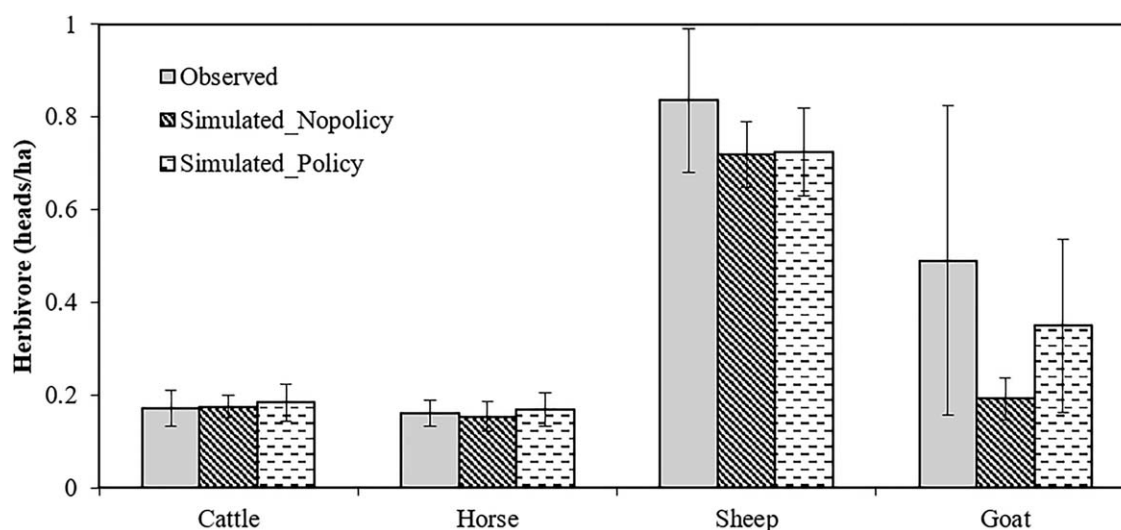 Herbivore (heads/ha)
1
0.8
0.6
0.4
0.2
0
Observed
Simulated_Nopolicy
Simulated_Policy
Cattle Horse Sheep Goat